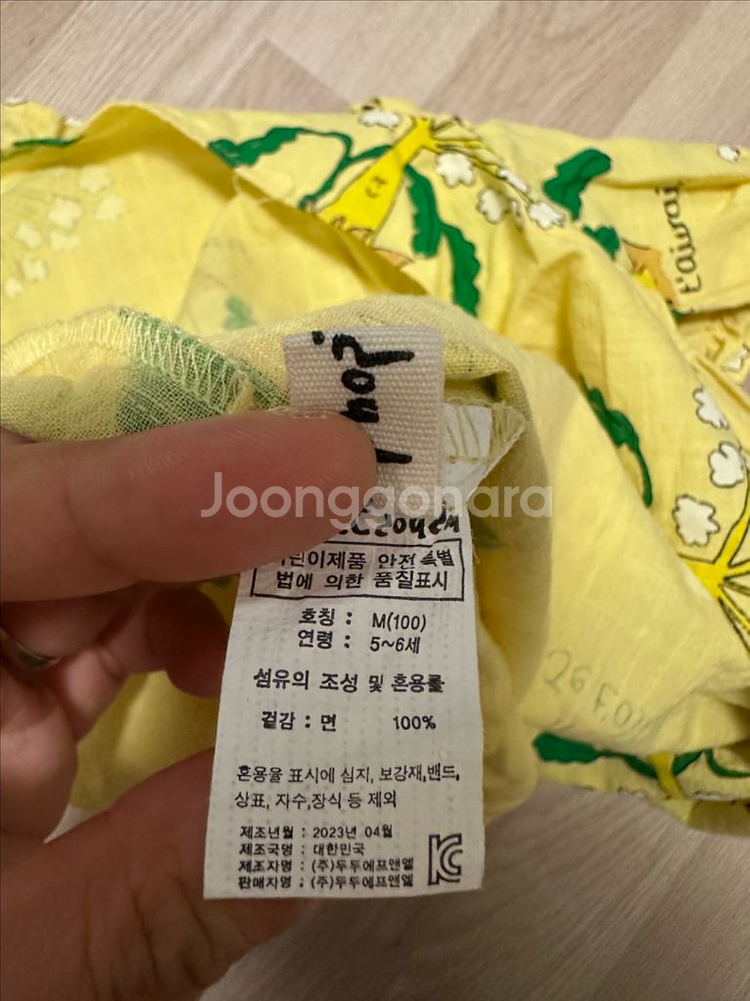 Joonggonara
어린이제품 안전특별
법에 의한 품질표시
호칭 : M(100)
연령 : 5~6세
섬유의 조성 및 혼용률
겉감 : 면 100%
혼용율 표시에 심지, 보강재,밴드,
상표, 자수,장식 등 제외
제조년월 : 2023년 04월
제조국명 : 대한민국
제조자명 : (주)두두에프앤엘
판매자명 : (주)두두에프앤엘